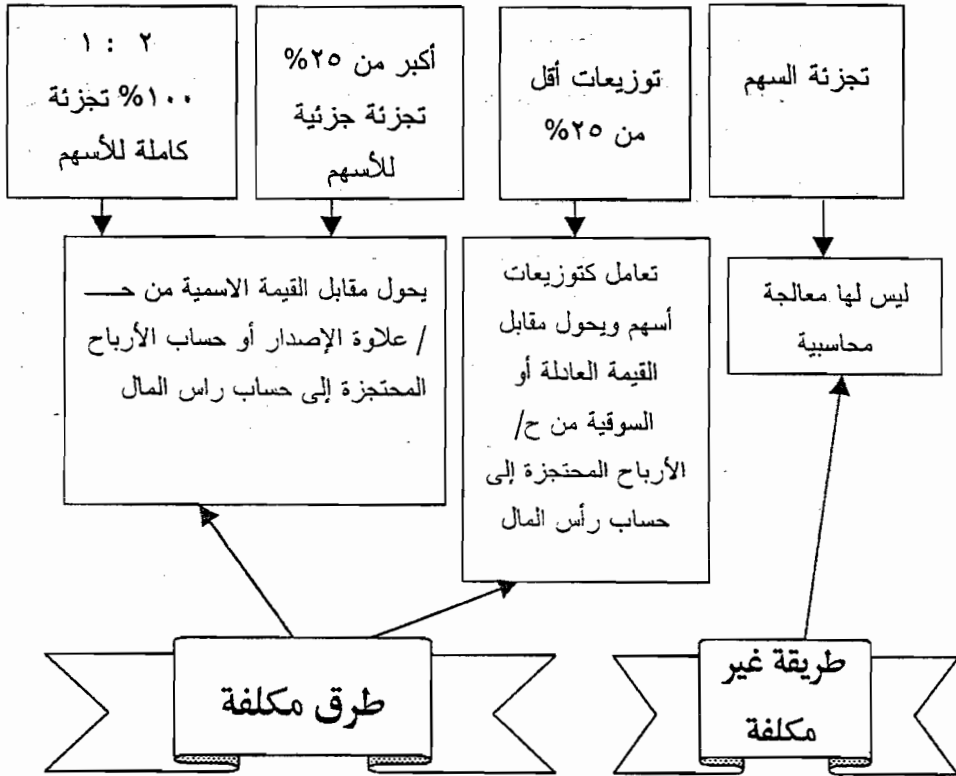 تجزئة السهم
توزيعات أقل
من ٢٥%
أكبر من ٢٥%
تجزئة جزئية
للأسهم
٢ : ١
١٠٠% تجزئة
كاملة للأسهم
ليس لها معالجة
محاسبية
تعامل كتوزيعات
أسهم ويحول مقابل
القيمة العادلة أو
السوقية من ح/
الأرباح المحتجزة إلى
حساب رأس المال
يحول مقابل القيمة الاسمية من حـــ
/ علاوة الإصدار أو حساب الأرباح
المحتجزة إلى حساب راس المال
طريقة غير
مكلفة
طرق مكلفة